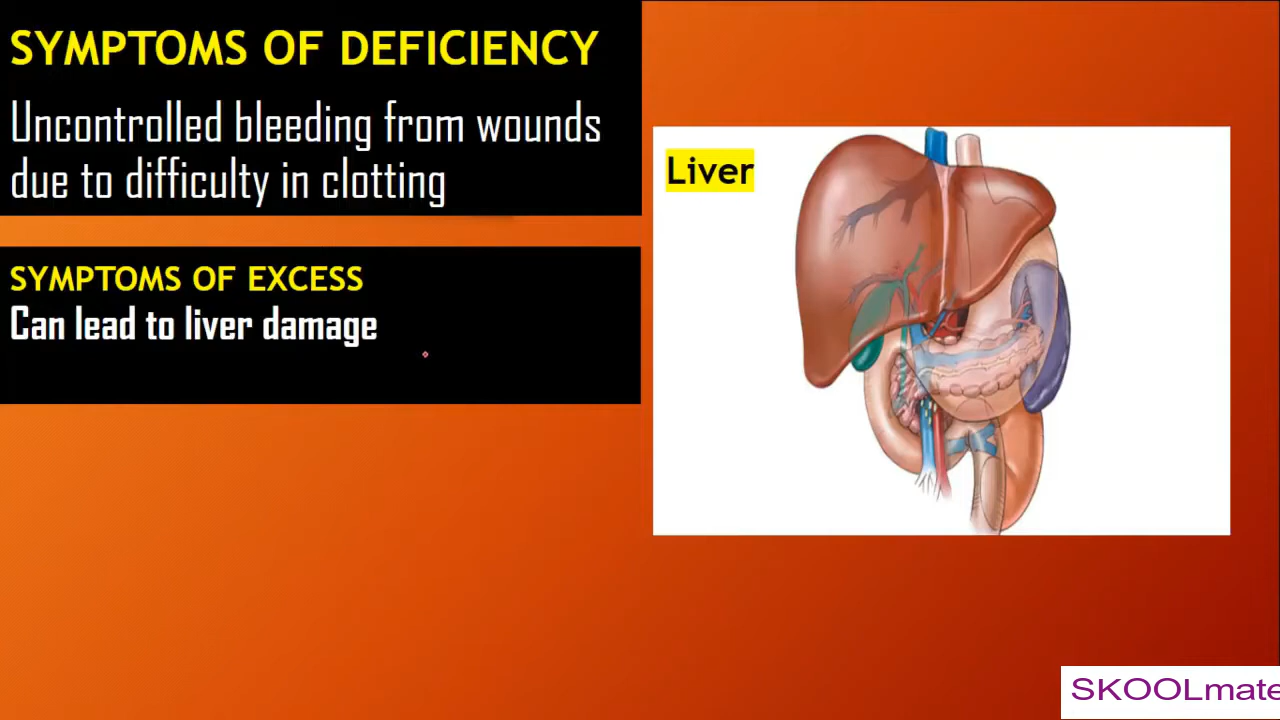 SYMPTOMS OF DEFICIENCY
Uncontrolled bleeding from wounds
due to difficulty in clotting
SYMPTOMS OF EXCESS
Can lead to liver damage
Liver
SKOOLmate